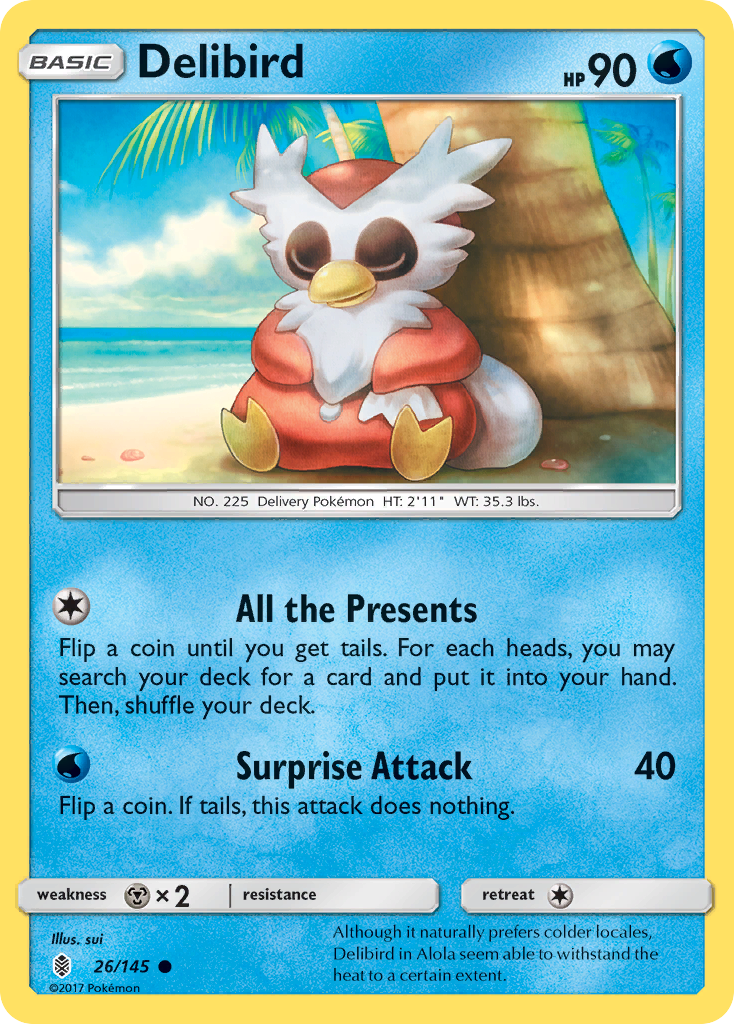 BASIC Delibird HP 90
NO. 225 Delivery Pokémon HT: 2'11" WT: 35.3 lbs.
All the Presents
Flip a coin until you get tails. For each heads, you may
search your deck for a card and put it into your hand.
Then, shuffle your deck.
Surprise Attack 40
Flip a coin. If tails, this attack does nothing.
weakness ×2 resistance retreat
Illus. sui
26/145
©2017 Pokémon
Although it naturally prefers colder locales,
Delibird in Alola seem able to withstand the
heat to a certain extent.